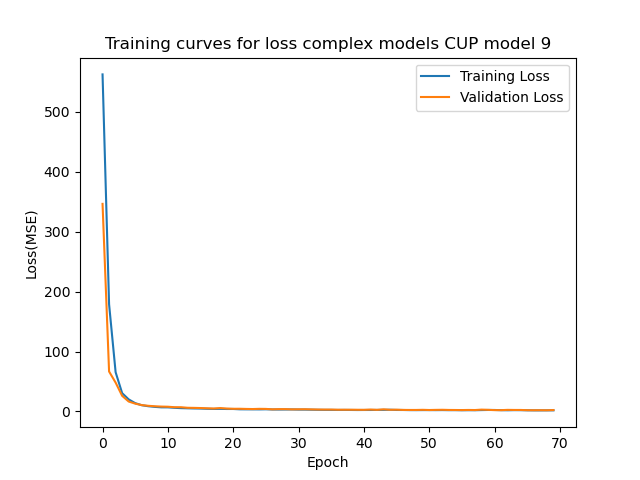 Training curves for loss complex models CUP model 9
Training Loss
Validation Loss
Loss(MSE)
500
400
300
200
100
0
0 10 20 30 40 50 60 70
Epoch